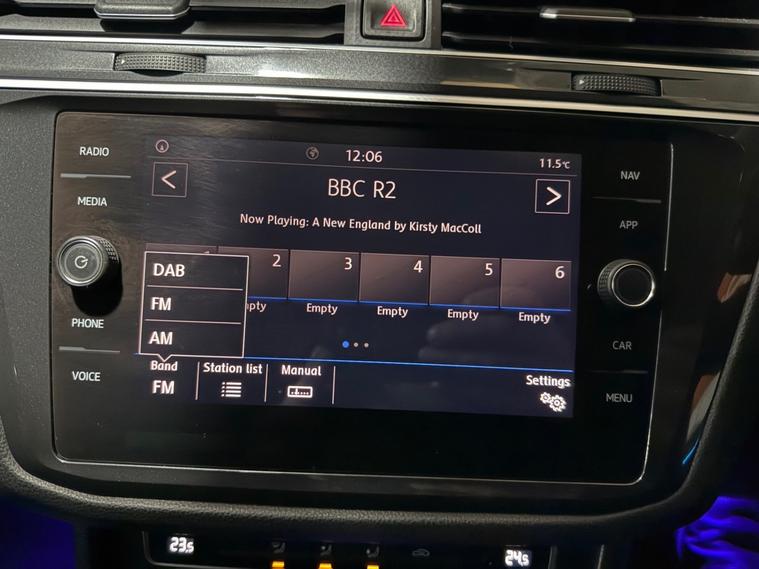 RADIO
MEDIA
PHONE
VOICE
12:06
11.5°C
BBC R2
Now Playing: A New England by Kirsty MacColl
2
3
4
5
6
Empty
Empty
Empty
Empty
DAB
FM
AM
Band
FM
Station list
Manual
Settings
NAV
APP
CAR
MENU
23.5
24.5